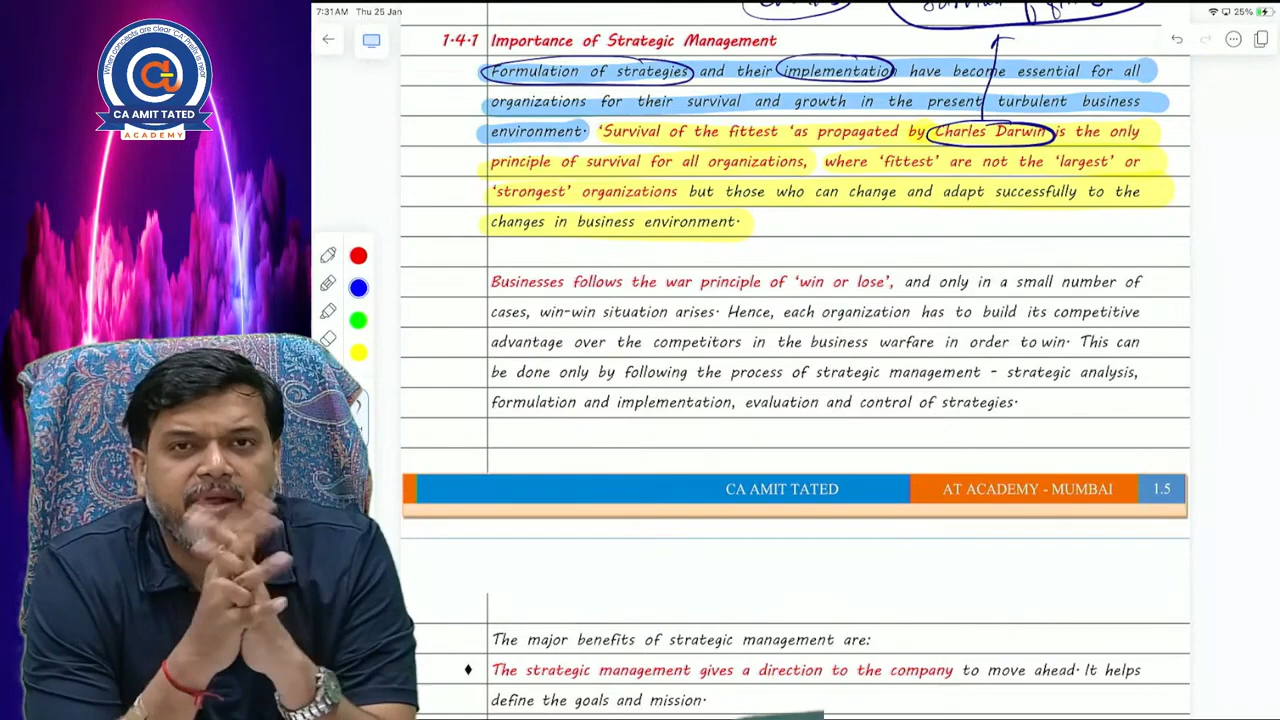 7:31AM Thu 25 Jan
25%
When concepts are clear 'CA' Prefix is near
CA AMIT TATED
ACADEMY
1.4.1 Importance of Strategic Management
Formulation of strategies and their implementation have become essential for all
organizations for their survival and growth in the present turbulent business
environment. 'Survival of the fittest 'as propagated by Charles Darwin is the only
principle of survival for all organizations, where 'fittest' are not the 'largest' or
'strongest' organizations but those who can change and adapt successfully to the
changes in business environment.
Businesses follows the war principle of 'win or lose', and only in a small number of
cases, win-win situation arises. Hence, each organization has to build its competitive
advantage over the competitors in the business warfare in order to win. This can
be done only by following the process of strategic management - strategic analysis,
formulation and implementation, evaluation and control of strategies.
CA AMIT TATED AT ACADEMY - MUMBAI 1.5
The major benefits of strategic management are:
♦ The strategic management gives a direction to the company to move ahead. It helps
define the goals and mission.